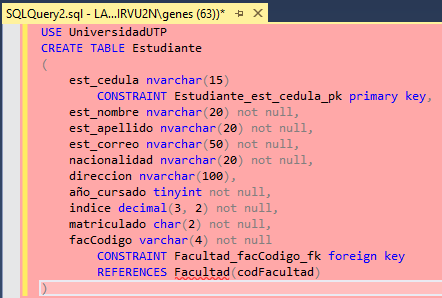 SQLQuery2.sql - LA...IRVU2N\genes (63))*
USE UniversidadUTP
CREATE TABLE Estudiante
(
est_cedula nvarchar(15)
CONSTRAINT Estudiante_est_cedula_pk primary key,
est_nombre nvarchar(20) not null,
est_apellido nvarchar(20) not null,
est_correo nvarchar(50) not null,
nacionalidad nvarchar(20) not null,
direccion nvarchar(100),
año_cursado tinyint not null,
indice decimal(3, 2) not null,
matriculado char(2) not null,
facCodigo varchar(4) not null
CONSTRAINT Facultad_facCodigo_fk foreign key
REFERENCES Facultad(codFacultad)
)